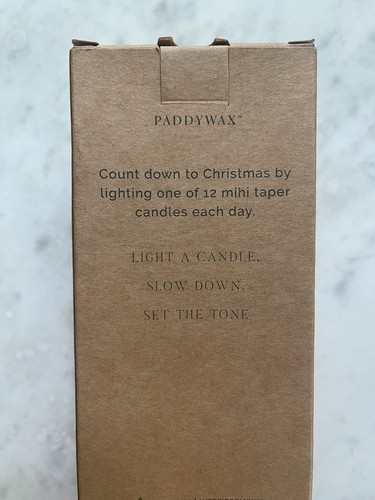 PADDYWAX™
Count down to Christmas by
lighting one of 12 mihi taper
candles each day.
LIGHT A CANDLE,
SLOW DOWN,
SET THE TONE